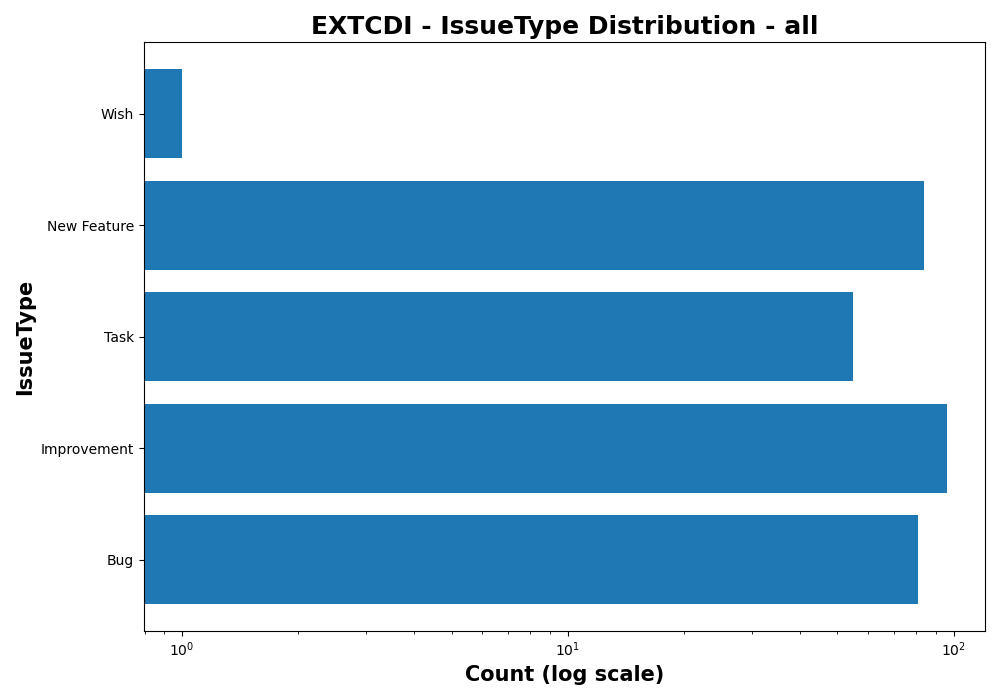 EXTCDI - IssueType Distribution - all
IssueType
Wish
New Feature
Task
Improvement
Bug
10⁰
10¹
10²
Count (log scale)